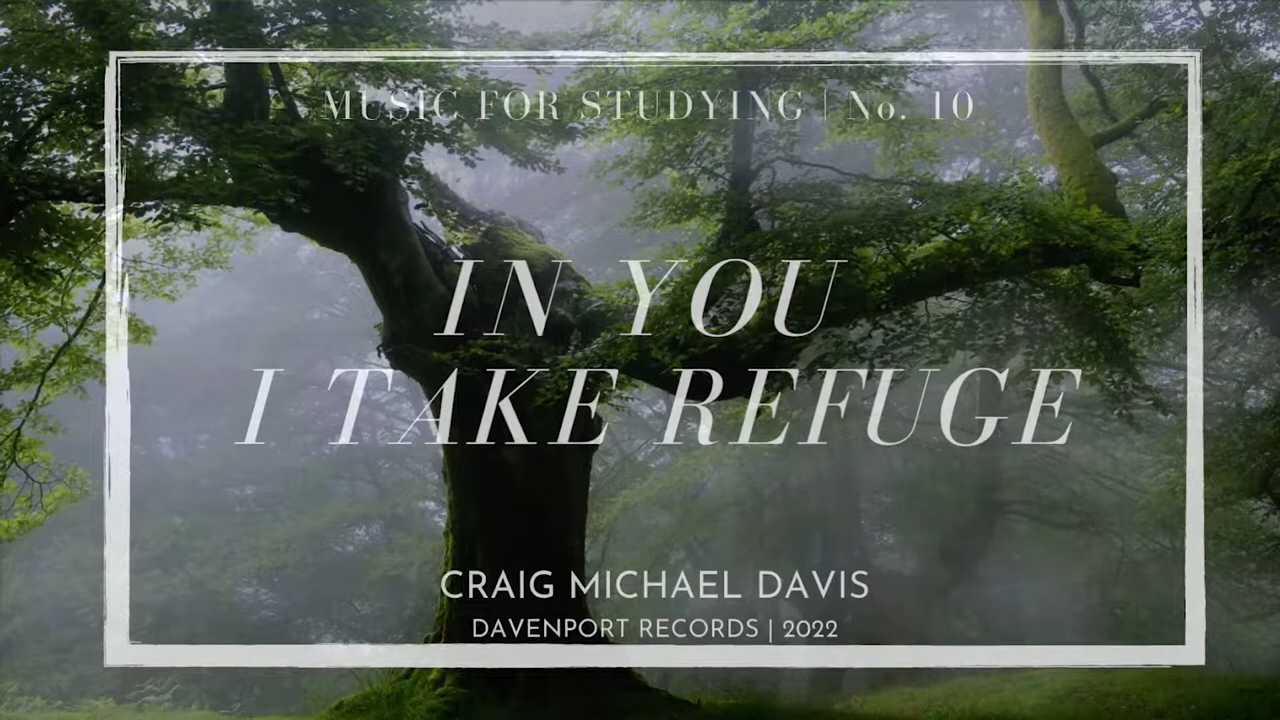 MUSIC FOR STUDYING | No. 10
IN YOU
I TAKE REFUGE
CRAIG MICHAEL DAVIS
DAVENPORT RECORDS | 2022